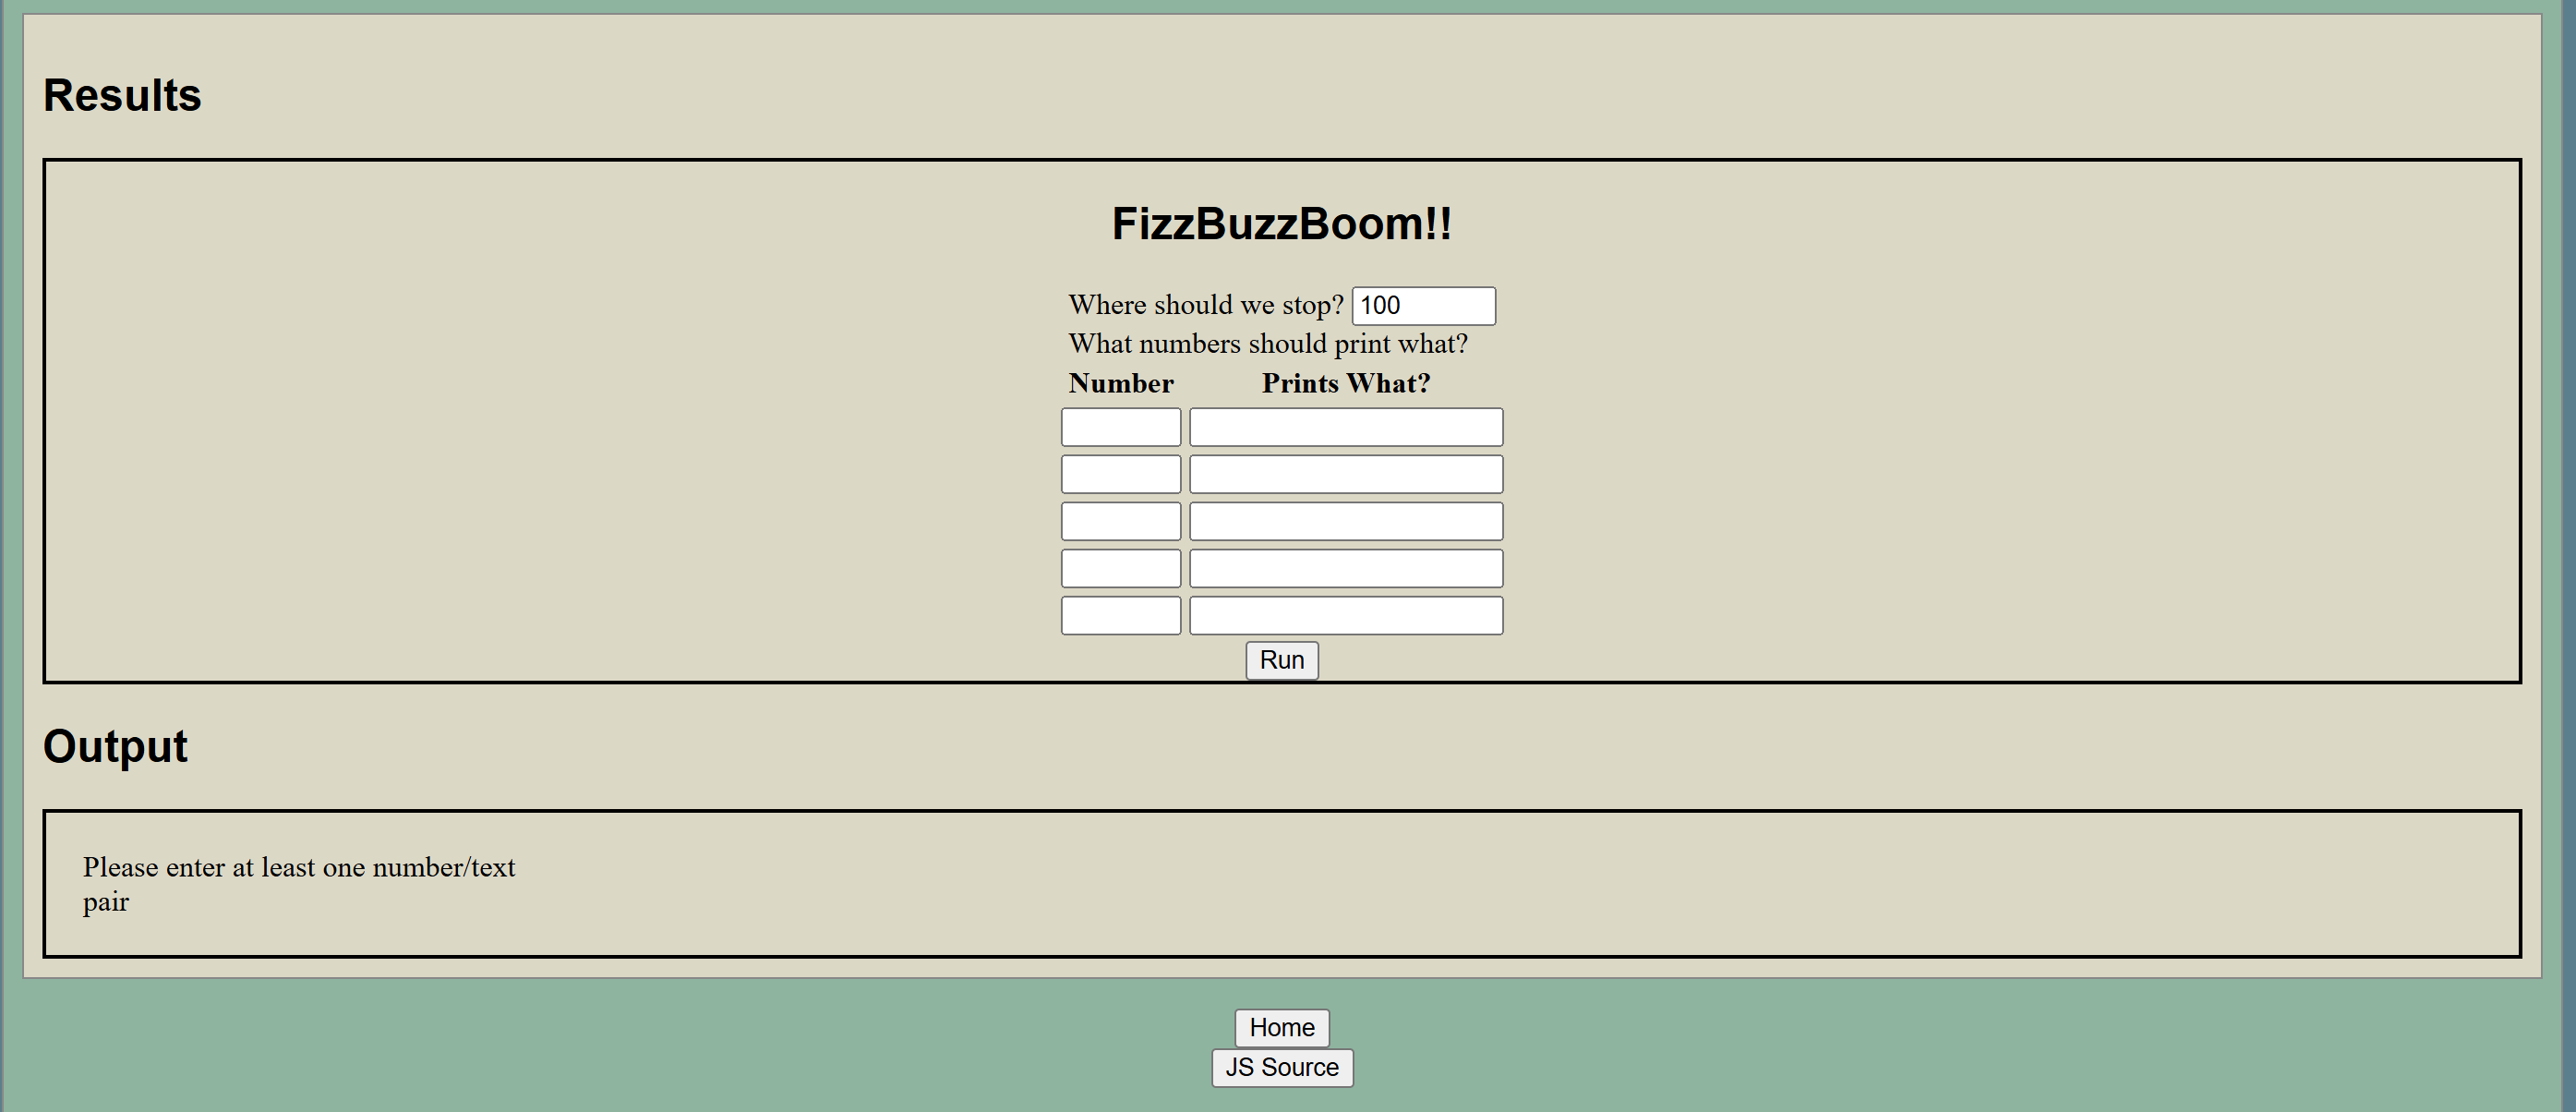 Results
FizzBuzzBoom!!
Where should we stop? 100
What numbers should print what?
Number Prints What?
Run
Output
Please enter at least one number/text
pair
Home
JS Source